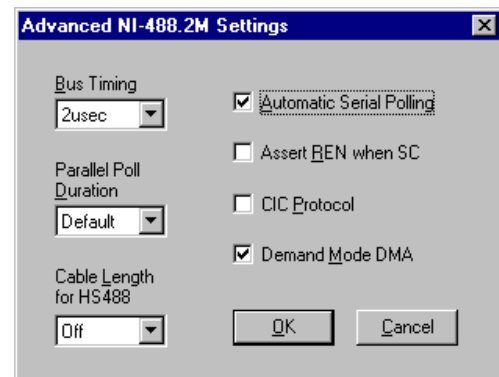 Advanced NI-488.2M Settings
Bus Timing
2usec
Parallel Poll
Duration
Default
Cable Length
for HS488
Off
Automatic Serial Polling
Assert REN when SC
CIC Protocol
Demand Mode DMA
OK
Cancel